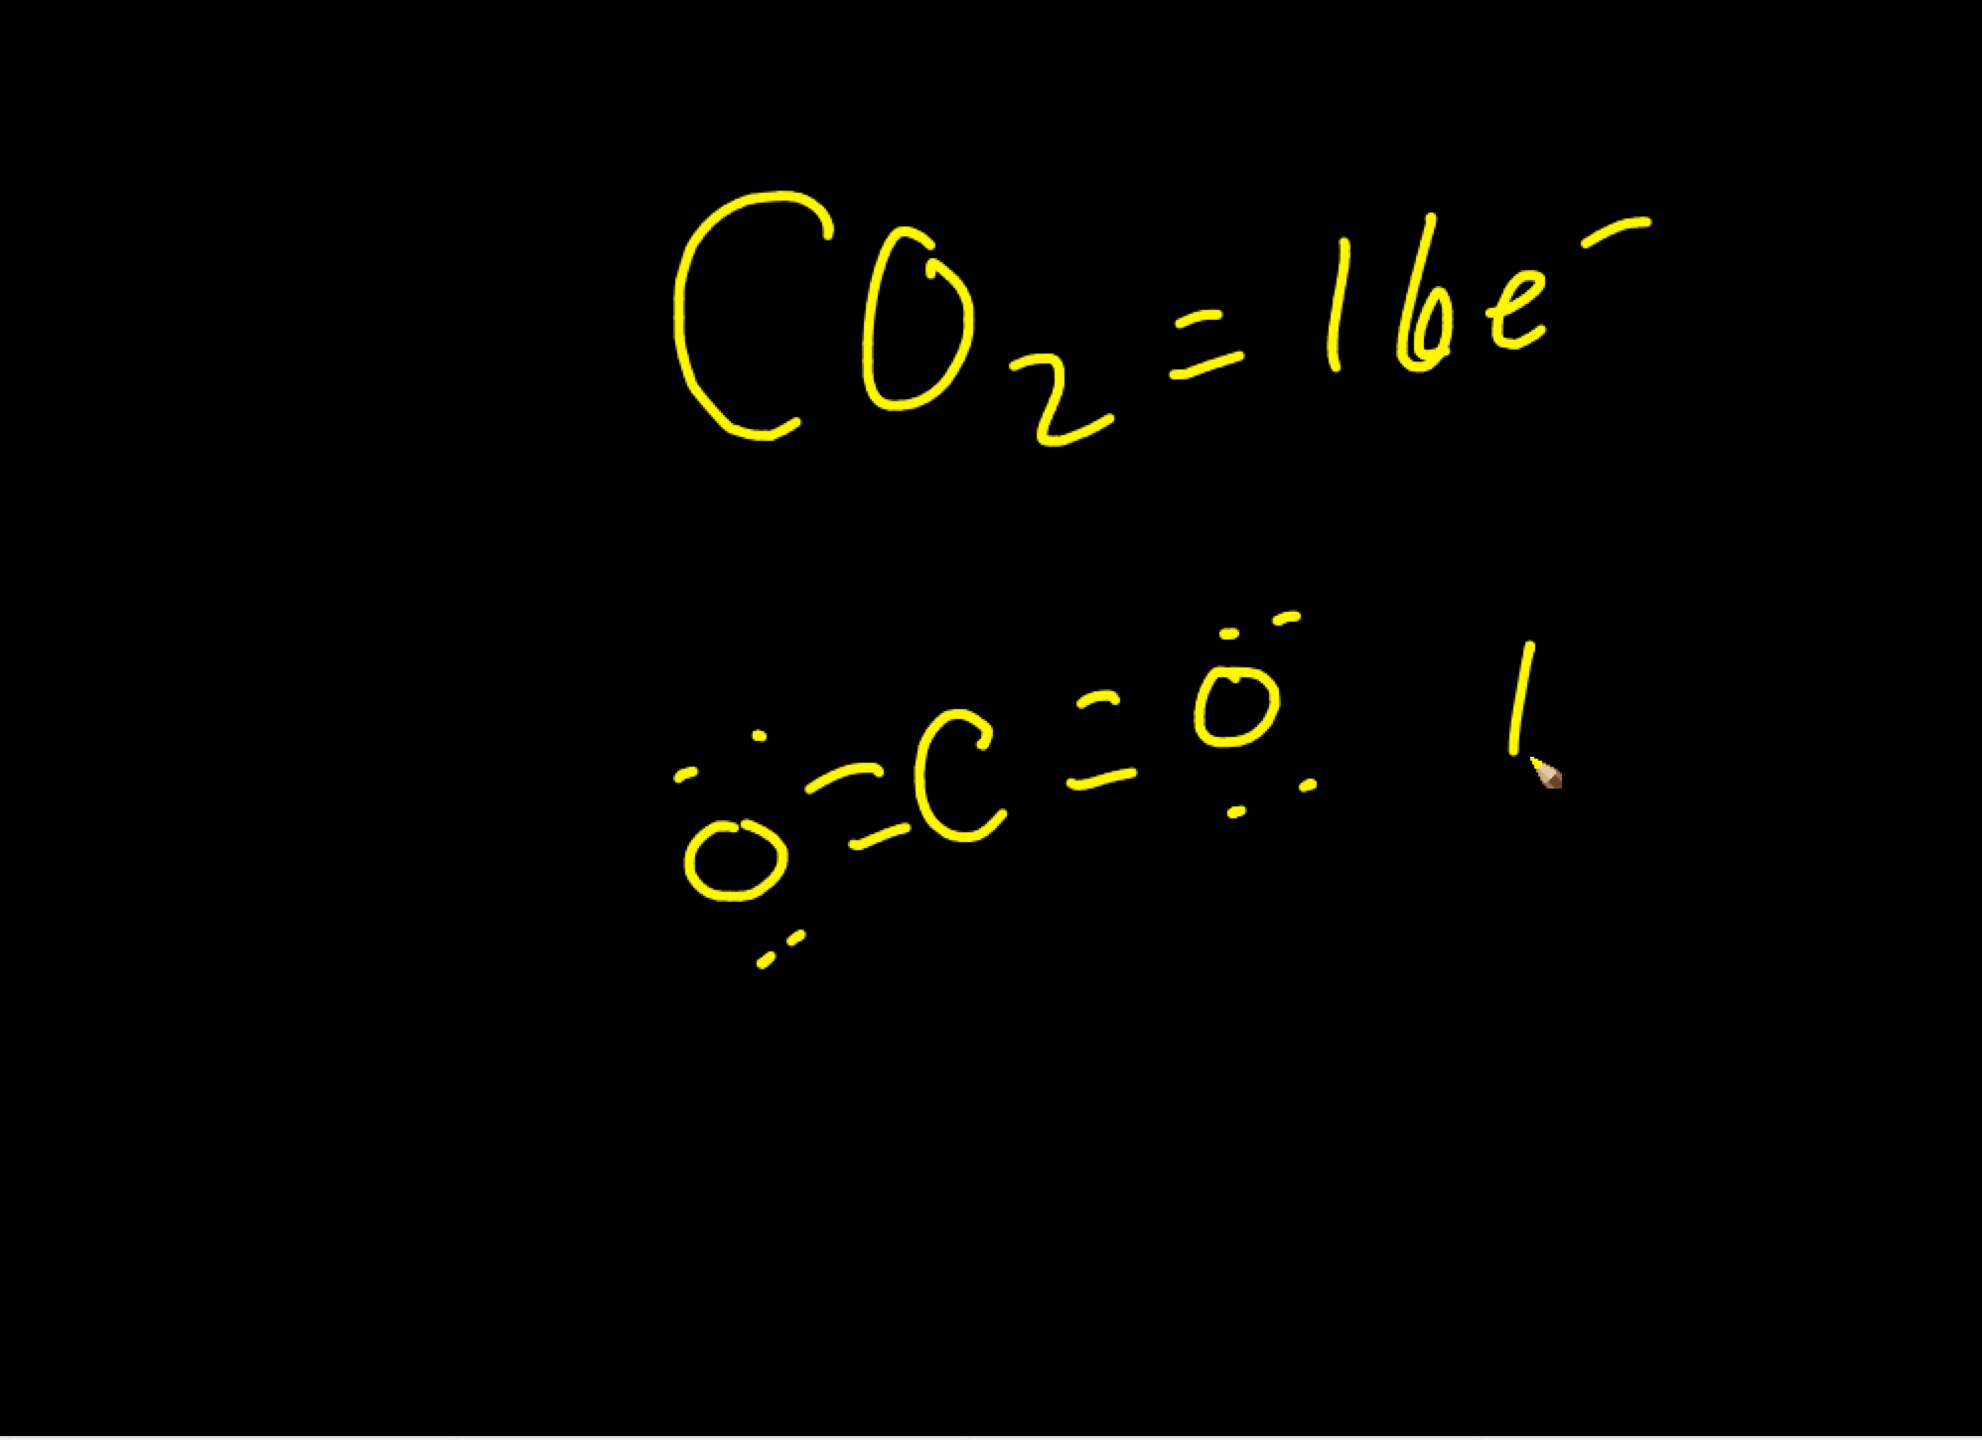 CO₂ = 16e⁻
O = C = O 1